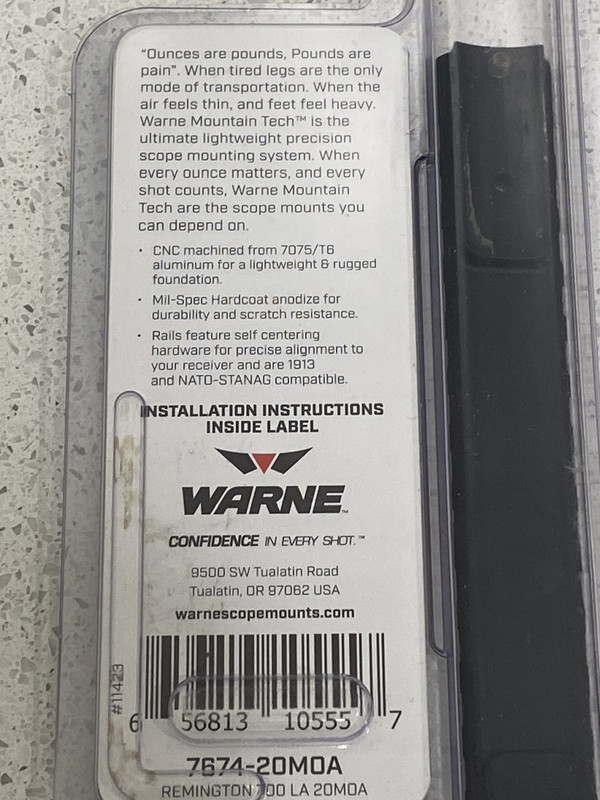 “Ounces are pounds, Pounds are
pain”. When tired legs are the only
mode of transportation. When the
air feels thin, and feet feel heavy.
Warne Mountain Tech™ is the
ultimate lightweight precision
scope mounting system. When
every ounce matters, and every
shot counts, Warne Mountain
Tech are the scope mounts you
can depend on.
• CNC machined from 7075/T6
aluminum for a lightweight & rugged
foundation.
• Mil-Spec Hardcoat anodize for
durability and scratch resistance.
• Rails feature self centering
hardware for precise alignment to
your receiver and are 1913
and NATO-STANAG compatible.
INSTALLATION INSTRUCTIONS
INSIDE LABEL
WARNE™
CONFIDENCE IN EVERY SHOT.™
9500 SW Tualatin Road
Tualatin, OR 97062 USA
warnescopemounts.com
#11423
6 56813 10555 7
7674-20MOA
REMINGTON 700 LA 20MOA